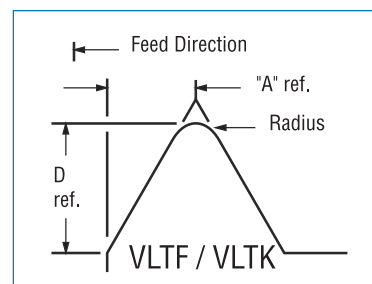 Feed Direction
"A" ref.
Radius
D
ref.
VLTF / VLTK